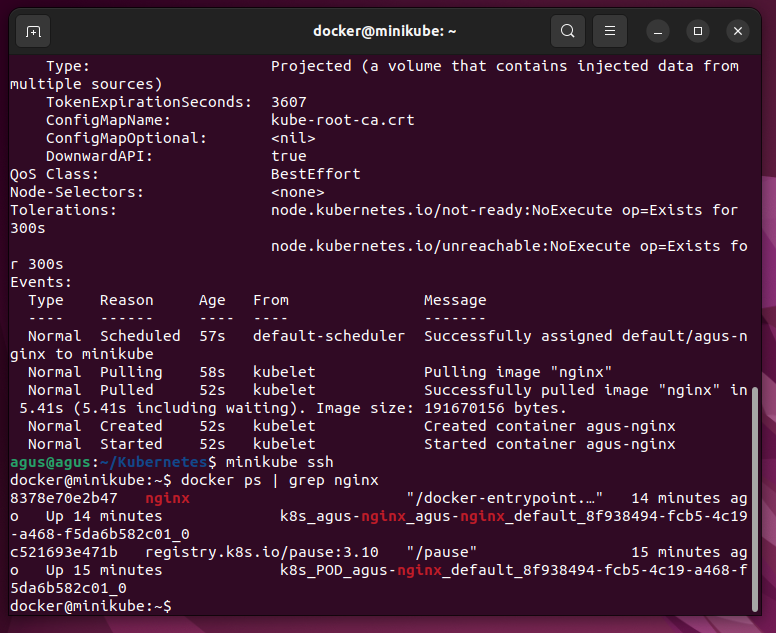 docker@minikube: ~
    Type:                    Projected (a volume that contains injected data from
multiple sources)
    TokenExpirationSeconds:  3607
    ConfigMapName:           kube-root-ca.crt
    ConfigMapOptional:       <nil>
    DownwardAPI:             true
QoS Class:                   BestEffort
Node-Selectors:              <none>
Tolerations:                 node.kubernetes.io/not-ready:NoExecute op=Exists for
300s
                             node.kubernetes.io/unreachable:NoExecute op=Exists fo
r 300s
Events:
  Type    Reason     Age   From               Message
  ----    ------     ----  ----               -------
  Normal  Scheduled  57s   default-scheduler  Successfully assigned default/agus-n
ginx to minikube
  Normal  Pulling    58s   kubelet            Pulling image "nginx"
  Normal  Pulled     52s   kubelet            Successfully pulled image "nginx" in
 5.41s (5.41s including waiting). Image size: 191670156 bytes.
  Normal  Created    52s   kubelet            Created container agus-nginx
  Normal  Started    52s   kubelet            Started container agus-nginx
agus@agus:~/Kubernetes$ minikube ssh
docker@minikube:~$ docker ps | grep nginx
8378e70e2b47   nginx                        "/docker-entrypoint.…"   14 minutes ag
o   Up 14 minutes             k8s_agus-nginx_agus-nginx_default_8f938494-fcb5-4c19
-a468-f5da6b582c01_0
c521693e471b   registry.k8s.io/pause:3.10   "/pause"                 15 minutes ag
o   Up 15 minutes             k8s_POD_agus-nginx_default_8f938494-fcb5-4c19-a468-f
5da6b582c01_0
docker@minikube:~$